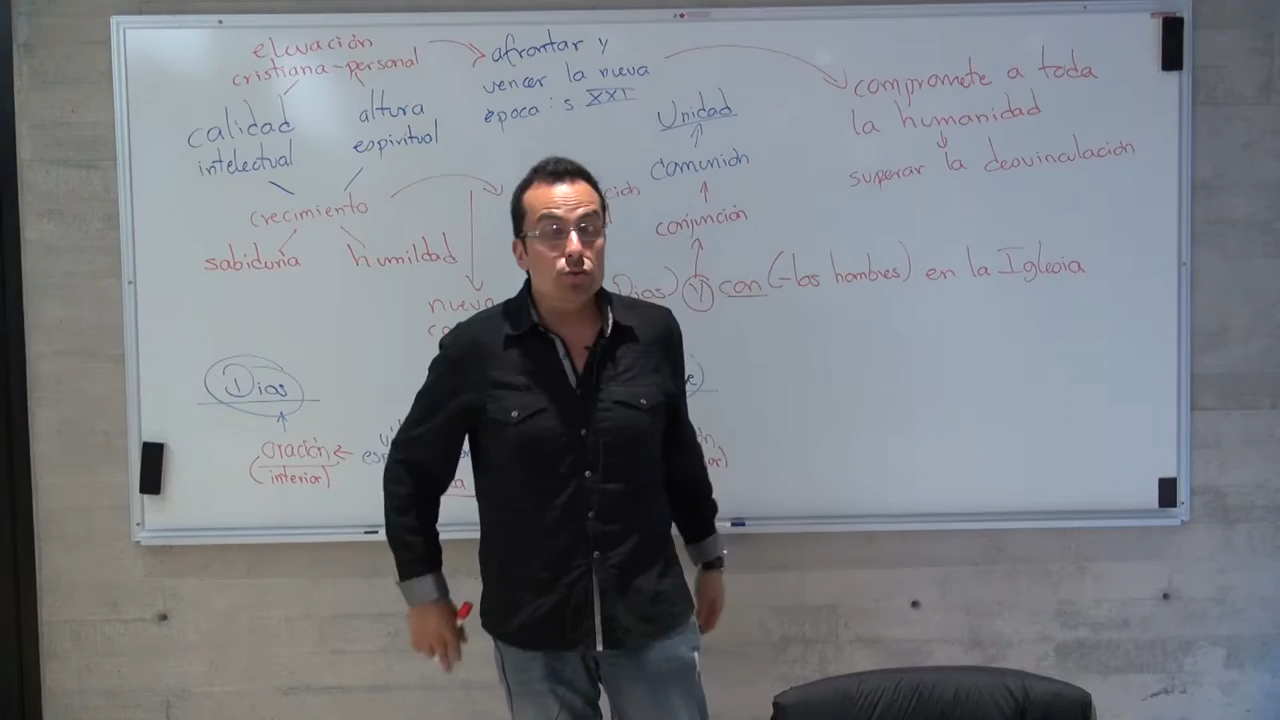 elevación
cristiana-personal
afrontar y
vencer la nueva
época: s XXI
compromete a toda
la humanidad
superar la desvinculación
calidad
intelectual
altura
espiritual
Unidad
comunión
conjunción
crecimiento
sabiduría
humildad
nueva
Dios) y con (-los hombres) en la Iglesia
Dios
oración
(interior)